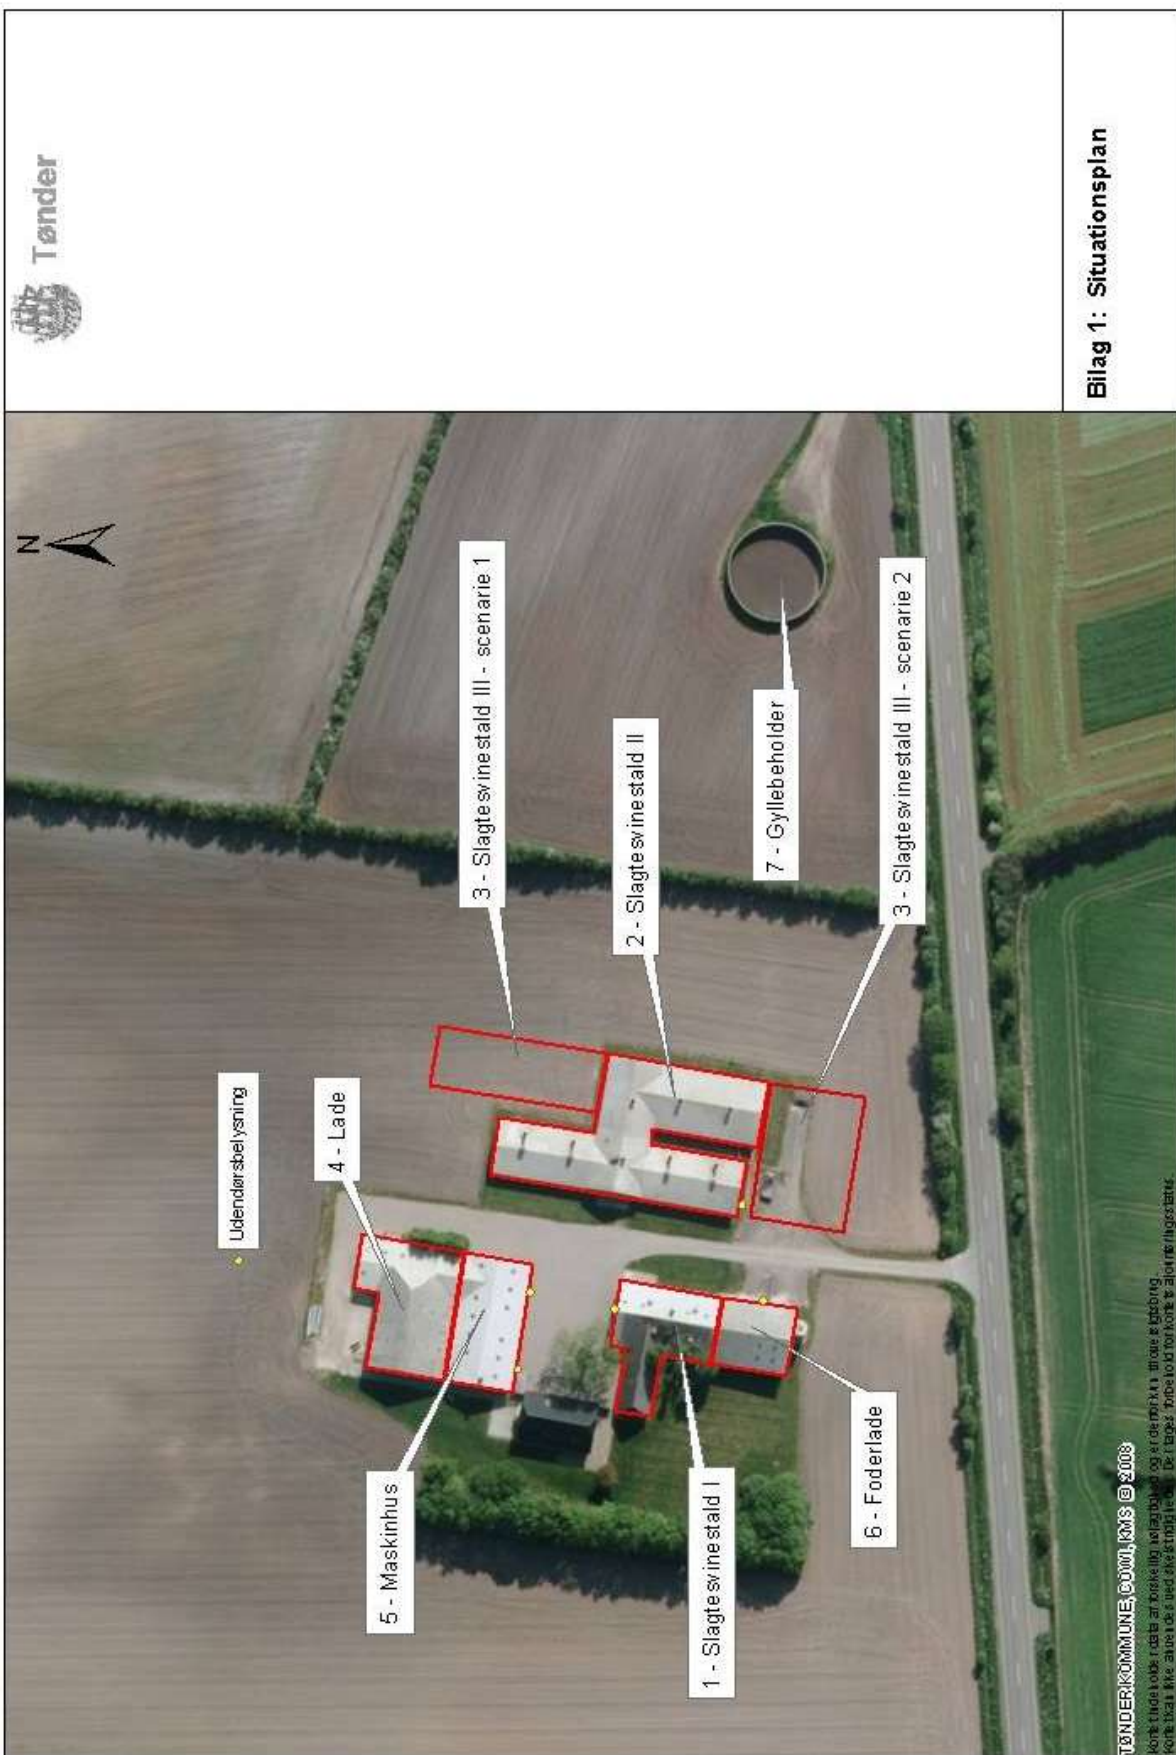 Tønder
N
Udendørsbelysning
4 - Lade
3 - Slagtesvinestald III - scenarie 1
5 - Maskinhus
2 - Slagtesvinestald II
1 - Slagtesvinestald I
7 - Gyllebeholder
6 - Foderlade
3 - Slagtesvinestald III - scenarie 2
TØNDER KOMMUNE, COWI, KMS © 2008
Bilag 1: Situationsplan